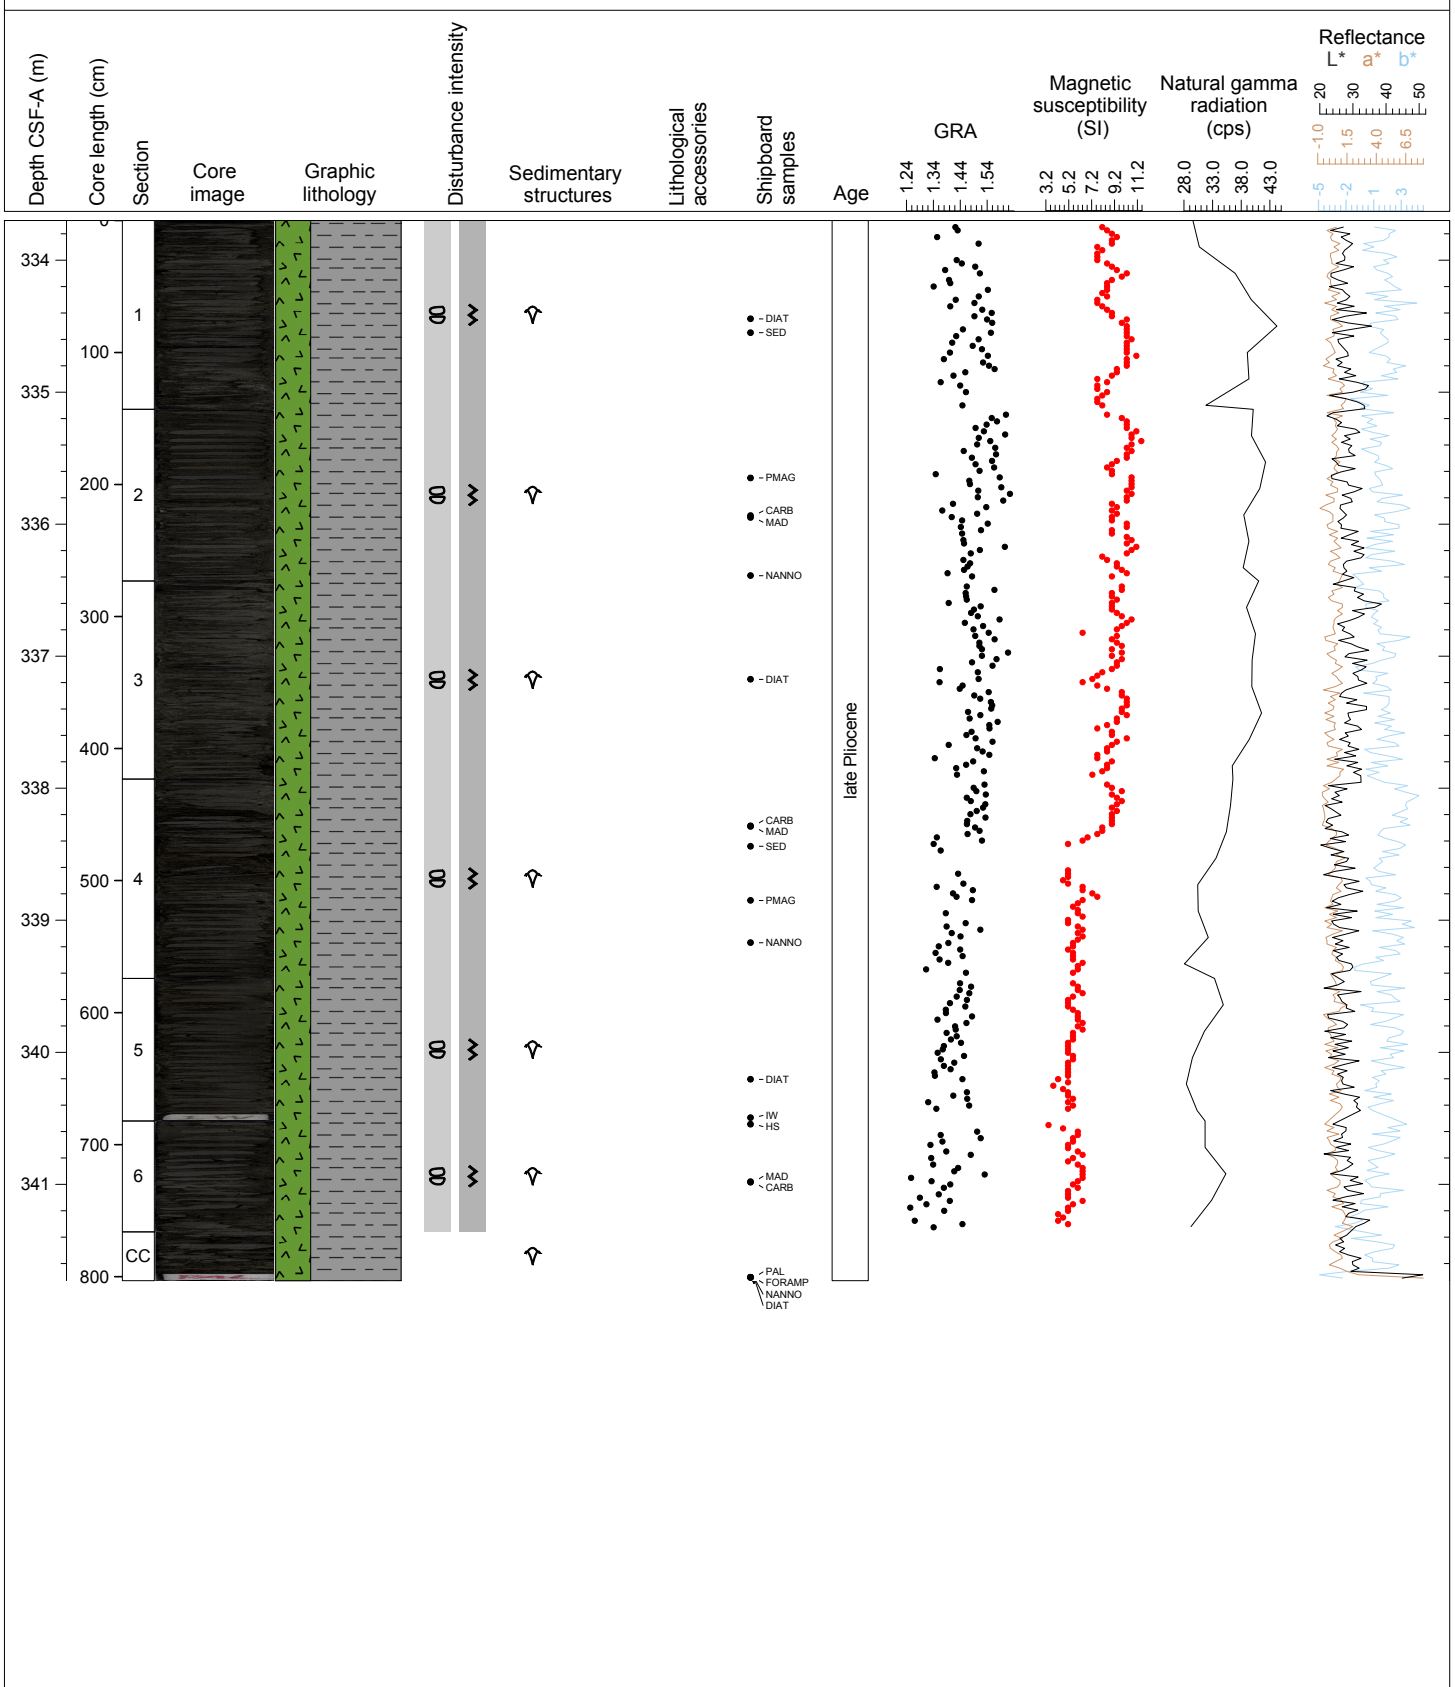 Depth CSF-A (m)
Core length (cm)
Section
Core
image
Graphic
lithology
Disturbance intensity
Sedimentary
structures
Lithological
accessories
Shipboard
samples
Age
GRA
1.24
1.34
1.44
1.54
Magnetic
susceptibility
(SI)
3.2
5.2
7.2
9.2
11.2
Natural gamma
radiation
(cps)
28.0
33.0
38.0
43.0
Reflectance
L* a* b*
20
30
40
50
-1.0
1.5
4.0
6.5
-5
-2
1
3
0
334
1
DIAT
SED
100
335
PMAG
200
2
CARB
MAD
336
NANNO
300
337
3
DIAT
400
late Pliocene
338
CARB
MAD
SED
500
4
PMAG
339
NANNO
600
5
340
DIAT
IW
HS
700
6
MAD
CARB
341
CC
800
PAL
FORAMP
NANNO
DIAT